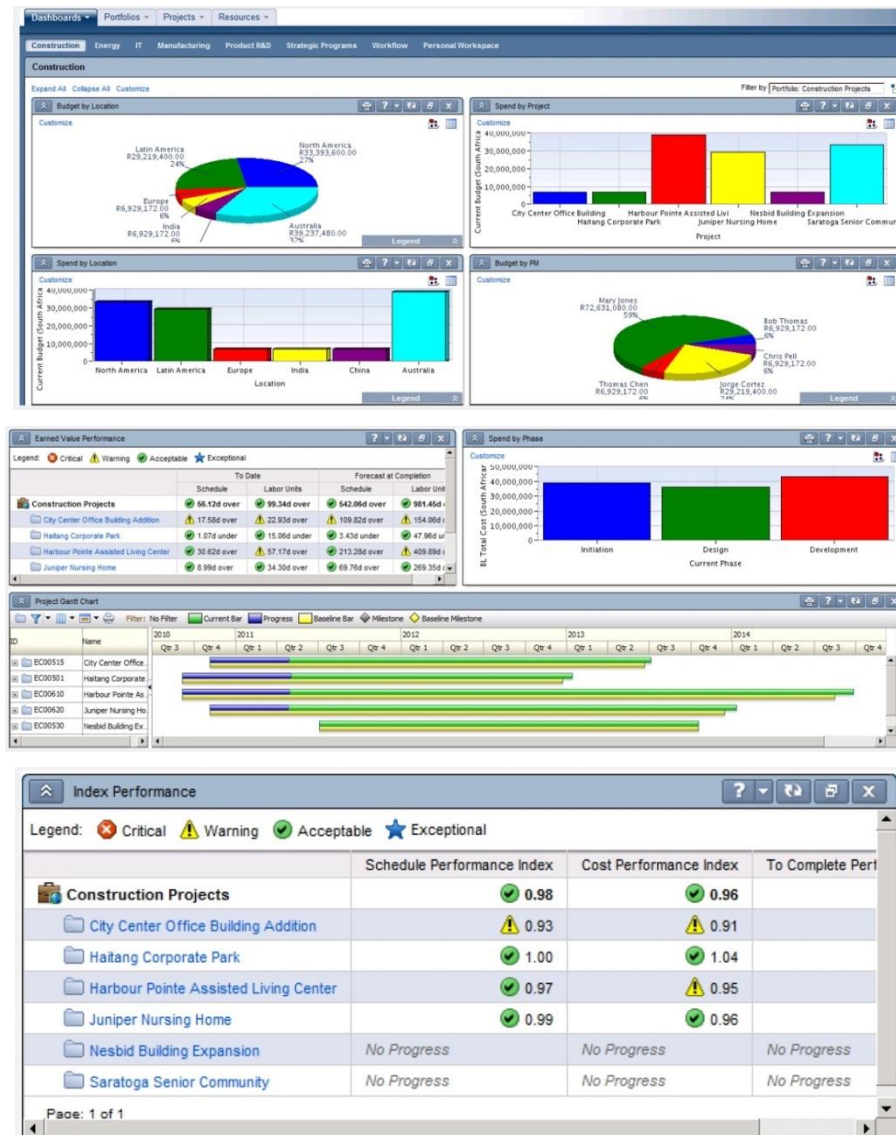 Dashboards Portfolios Projects Resources
Construction Energy IT Manufacturing Product R&D Strategic Programs Workflow Personal Workspace
Construction
Expand All Collapse All Customize
Filter by Portfolio: Construction Projects
Budget by Location
Customize
Latin America
R29,219,400.00
24%
North America
R33,393,600.00
27%
Europe
R6,929,172.00
6%
India
R6,929,172.00
6%
Australia
R39,237,480.00
32%
Legend
Spend by Project
Customize
Current Budget (South Africa
40,000,000
30,000,000
20,000,000
10,000,000
0
City Center Office Building
Haitang Corporate Park
Harbour Pointe Assisted Livi
Juniper Nursing Home
Nesbid Building Expansion
Saratoga Senior Commun
Project
Spend by Location
Customize
Current Budget (South Africa
40,000,000
30,000,000
20,000,000
10,000,000
0
North America Latin America Europe India China Australia
Location
Legend
Budget by PM
Customize
Mary Jones
R72,631,080.00
59%
Bob Thomas
R6,929,172.00
6%
Chris Pell
R6,929,172.00
6%
Thomas Chen
R6,929,172.00
6%
Jorge Cortez
R29,219,400.00
24%
Legend
Earned Value Performance
Legend: Critical Warning Acceptable Exceptional
To Date Forecast at Completion
Schedule Labor Units Schedule Labor Unit
Construction Projects 56.12d over 99.34d over 542.06d over 981.45d
City Center Office Building Addition 17.58d over 22.93d over 109.82d over 154.06d
Haitang Corporate Park 1.07d under 15.06d under 3.43d under 47.96d un
Harbour Pointe Assisted Living Center 30.62d over 57.17d over 213.28d over 409.89d
Juniper Nursing Home 8.99d over 34.30d over 69.76d over 269.35d
Spend by Phase
Customize
BL Total Cost (South African
50,000,000
40,000,000
30,000,000
20,000,000
10,000,000
0
Initiation Design Development
Current Phase
Project Gantt Chart
Filter: No Filter Current Bar Progress Baseline Bar Milestone Baseline Milestone
ID Name 2010 2011 2012 2013 2014
Qtr 3 Qtr 4 Qtr 1 Qtr 2 Qtr 3 Qtr 4 Qtr 1 Qtr 2 Qtr 3 Qtr 4 Qtr 1 Qtr 2 Qtr 3 Qtr 4 Qtr 1 Qtr 2 Qtr 3 Qtr 4
EC00515 City Center Office..
EC00501 Haitang Corporate..
EC00610 Harbour Pointe As..
EC00620 Juniper Nursing Ho..
EC00530 Nesbid Building Ex..
Index Performance
Legend: Critical Warning Acceptable Exceptional
Schedule Performance Index Cost Performance Index To Complete Perf
Construction Projects 0.98 0.96
City Center Office Building Addition 0.93 0.91
Haitang Corporate Park 1.00 1.04
Harbour Pointe Assisted Living Center 0.97 0.95
Juniper Nursing Home 0.99 0.96
Nesbid Building Expansion No Progress No Progress No Progress
Saratoga Senior Community No Progress No Progress No Progress
Page: 1 of 1